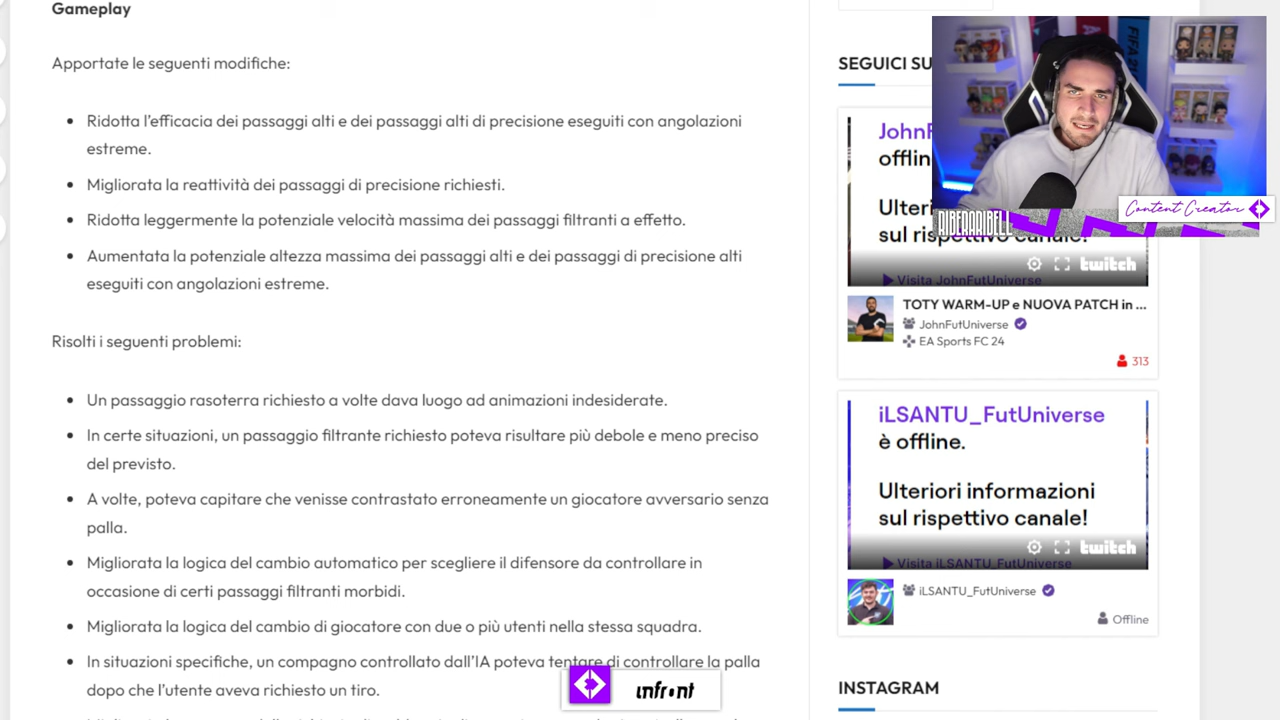 Gameplay
Apportate le seguenti modifiche:
Ridotta l'efficacia dei passaggi alti e dei passaggi alti di precisione eseguiti con angolazioni
estreme.
Migliorata la reattività dei passaggi di precisione richiesti.
Ridotta leggermente la potenziale velocità massima dei passaggi filtranti a effetto.
Aumentata la potenziale altezza massima dei passaggi alti e dei passaggi di precisione alti
eseguiti con angolazioni estreme.
Risolti i seguenti problemi:
Un passaggio rasoterra richiesto a volte dava luogo ad animazioni indesiderate.
In certe situazioni, un passaggio filtrante richiesto poteva risultare più debole e meno preciso
del previsto.
A volte, poteva capitare che venisse contrastato erroneamente un giocatore avversario senza
palla.
Migliorata la logica del cambio automatico per scegliere il difensore da controllare in
occasione di certi passaggi filtranti morbidi.
Migliorata la logica del cambio di giocatore con due o più utenti nella stessa squadra.
In situazioni specifiche, un compagno controllato dall'IA poteva tentare di controllare la palla
dopo che l'utente aveva richiesto un tiro.
SEGUICI SU
JohnF
offlin
Ulteri
sul rispettivo canale!
Visita JohnFutUniverse
twitch
TOTY WARM-UP e NUOVA PATCH in ...
JohnFutUniverse
EA Sports FC 24
313
iLSANTU_FutUniverse
è offline.
Ulteriori informazioni
sul rispettivo canale!
Visita iLSANTU_FutUniverse
twitch
iLSANTU_FutUniverse
Offline
INSTAGRAM
Content Creator
RIBERARIBELL
infront